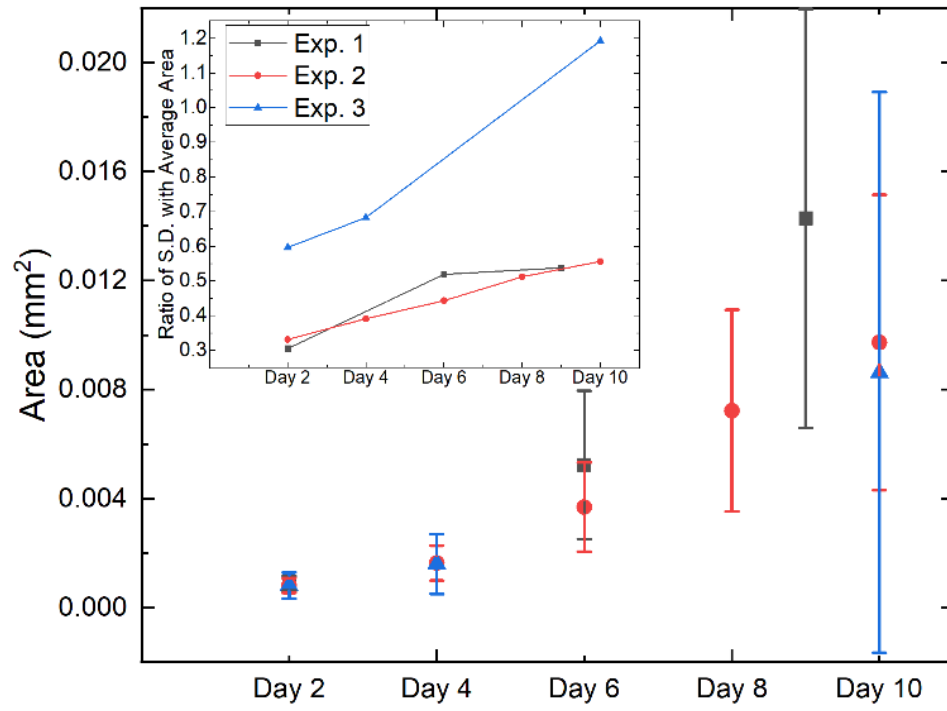 0.020
0.016
0.012
0.008
0.004
0.000
Area (mm²)
Day 2
Day 4
Day 6
Day 8
Day 10
1.2
1.1
1.0
0.9
0.8
0.7
0.6
0.5
0.4
0.3
Ratio of S.D. with Average Area
Exp. 1
Exp. 2
Exp. 3
Day 2
Day 4
Day 6
Day 8
Day 10